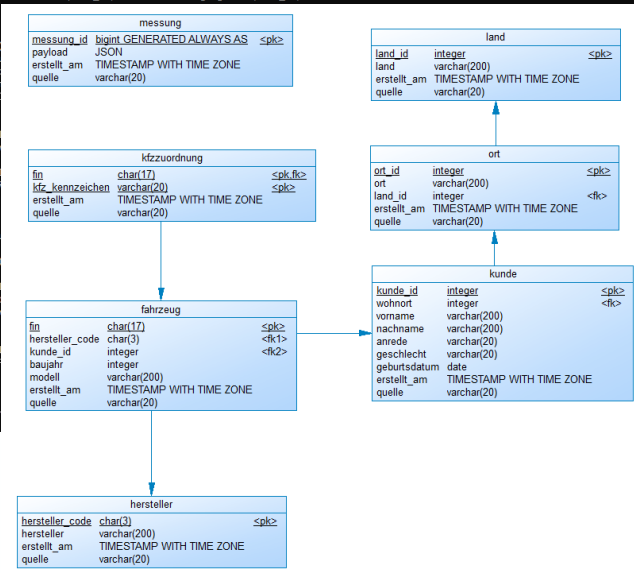 messung
messung_id bigint GENERATED ALWAYS AS <pk>
payload JSON
erstellt_am TIMESTAMP WITH TIME ZONE
quelle varchar(20)
land
land_id integer <pk>
land varchar(200)
erstellt_am TIMESTAMP WITH TIME ZONE
quelle varchar(20)
kfzzuordnung
fin char(17) <pk,fk>
kfz_kennzeichen varchar(20) <pk>
erstellt_am TIMESTAMP WITH TIME ZONE
quelle varchar(20)
ort
ort_id integer <pk>
ort varchar(200)
land_id integer <fk>
erstellt_am TIMESTAMP WITH TIME ZONE
quelle varchar(20)
kunde
kunde_id integer <pk>
wohnort integer <fk>
vorname varchar(200)
nachname varchar(200)
anrede varchar(20)
geschlecht varchar(20)
geburtsdatum date
erstellt_am TIMESTAMP WITH TIME ZONE
quelle varchar(20)
fahrzeug
fin char(17) <pk>
hersteller_code char(3) <fk1>
kunde_id integer <fk2>
baujahr integer
modell varchar(200)
erstellt_am TIMESTAMP WITH TIME ZONE
quelle varchar(20)
hersteller
hersteller_code char(3) <pk>
hersteller varchar(200)
erstellt_am TIMESTAMP WITH TIME ZONE
quelle varchar(20)